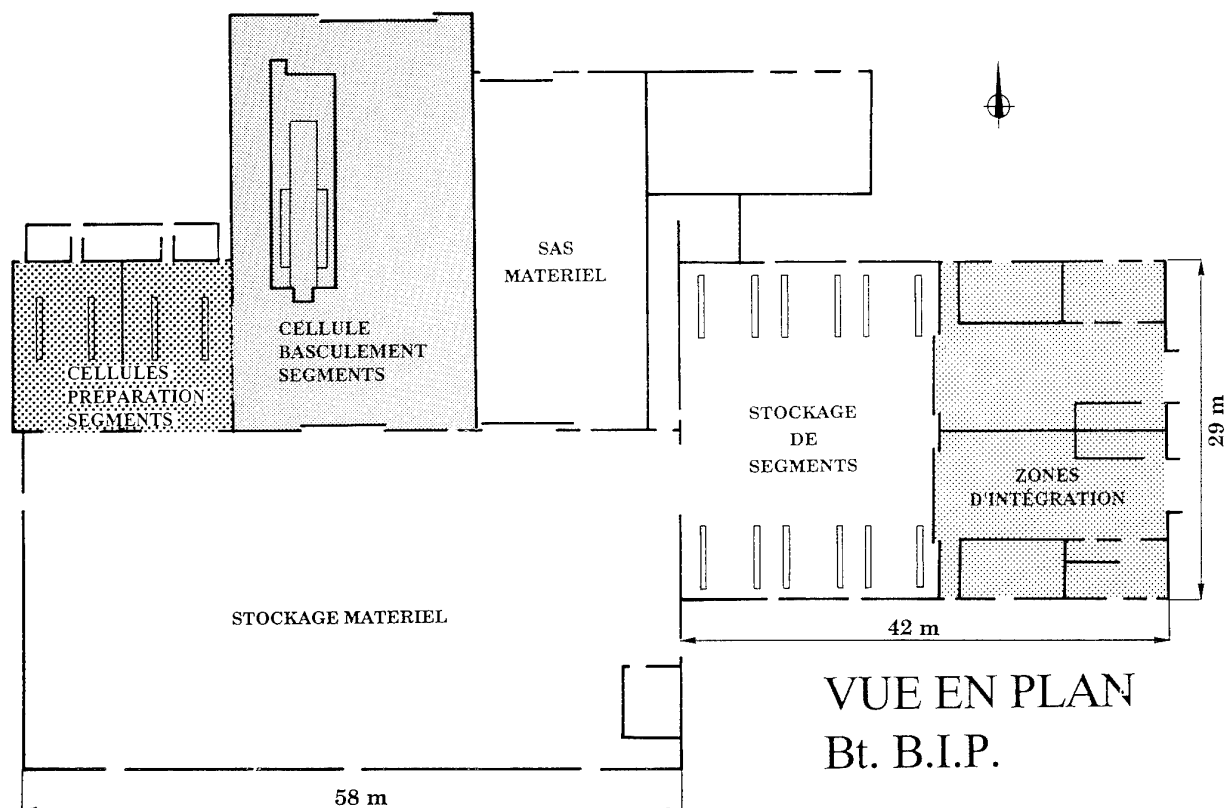 SAS
MATERIEL
CELLULE
BASCULEMENT
SEGMENTS
CELLULES
PRÉPARATION
SEGMENTS
STOCKAGE
DE
SEGMENTS
ZONES
D'INTÉGRATION
29 m
STOCKAGE MATERIEL
42 m
VUE EN PLAN
Bt. B.I.P.
58 m